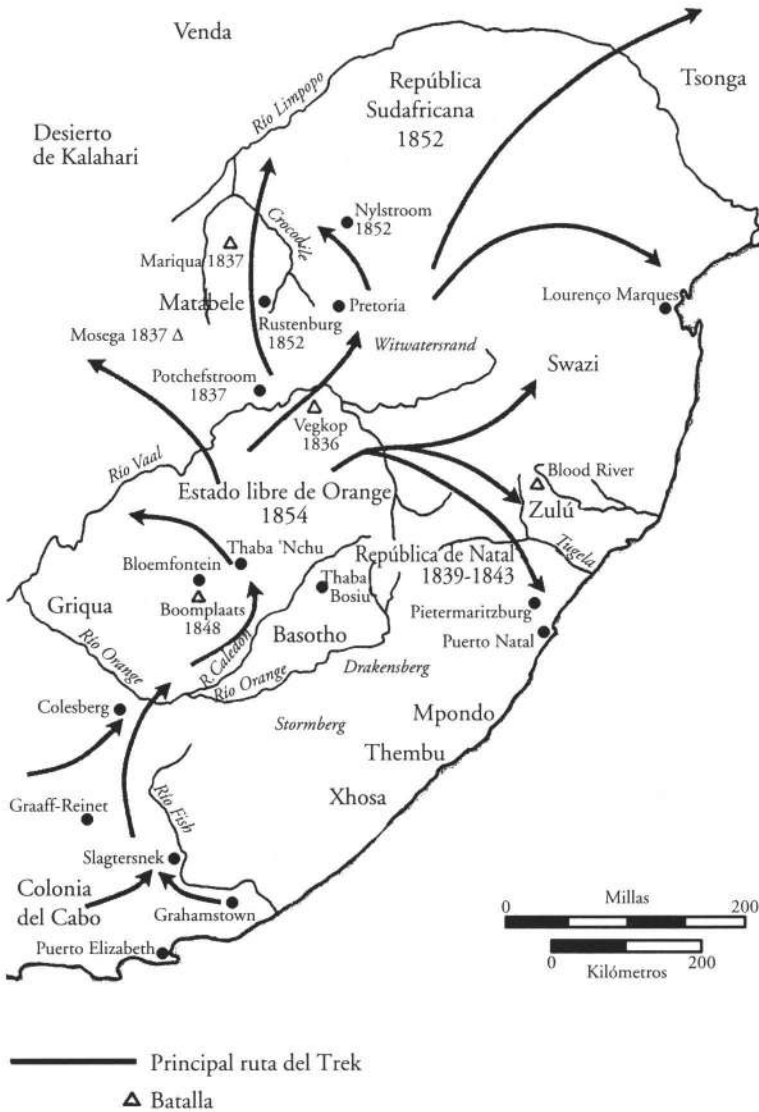 Venda
República
Sudafricana
1852
Tsonga
Río Limpopo
Desierto
de Kalahari
Nylstroom
1852
Crocodile
Mariqua 1837
Matabele
Pretoria
Lourenço Marques
Rustenburg
1852
Mosega 1837
Witwatersrand
Swazi
Potchefstroom
1837
Vegkop
1836
Río Vaal
Blood River
Estado libre de Orange
1854
Zulú
Thaba 'Nchu
República de Natal
1839-1843
Tugela
Bloemfontein
Thaba
Bosiu
Griqua
Boomplaats
1848
Pietermaritzburg
Basotho
Puerto Natal
Río Orange
R. Caledon
Río Orange
Drakensberg
Colesberg
Stormberg
Mpondo
Thembu
Xhosa
Graaff-Reinet
Río Fish
Slagtersnek
Colonia
del Cabo
Grahamstown
Puerto Elizabeth
Millas
0 200
0 200
Kilómetros
Principal ruta del Trek
Batalla